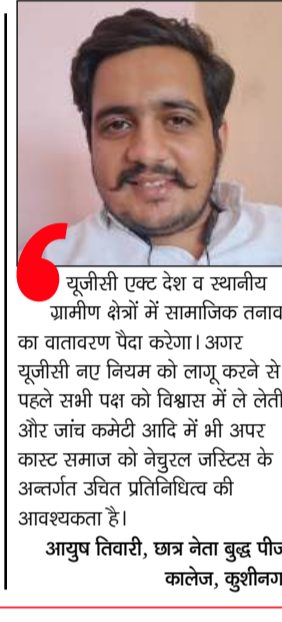 यूजीसी एक्ट देश व स्थानीय
ग्रामीण क्षेत्रों में सामाजिक तनाव
का वातावरण पैदा करेगा। अगर
यूजीसी नए नियम को लागू करने से
पहले सभी पक्ष को विश्वास में ले लेती
और जांच कमेटी आदि में भी अपर
कास्ट समाज को नेचुरल जस्टिस के
अन्तर्गत उचित प्रतिनिधित्व की
आवश्यकता है।
आयुष तिवारी, छात्र नेता बुद्ध पीज
कालेज, कुशीनग